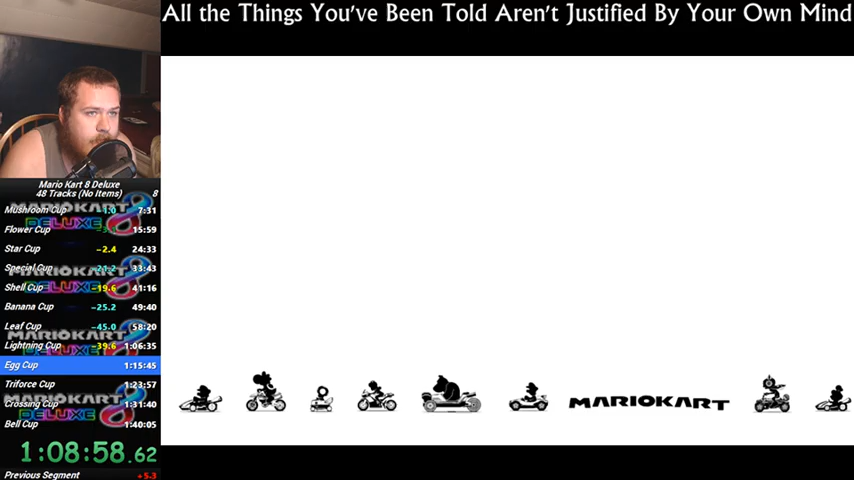 All the Things You've Been Told Aren't Justified By Your Own Mind
Mario Kart 8 Deluxe
48 Tracks (No Items) 8
Mushroom Cup -1.0 7:31
Flower Cup 15:59
Star Cup -2.4 24:33
Special Cup -21.2 33:43
Shell Cup -19.6 41:16
Banana Cup -25.2 49:40
Leaf Cup -45.0 58:20
Lightning Cup -39.6 1:06:35
Egg Cup 1:15:45
Triforce Cup 1:23:57
Crossing Cup 1:31:40
Bell Cup 1:40:05
1:08:58.62
Previous Segment +5.3
MARIOKART